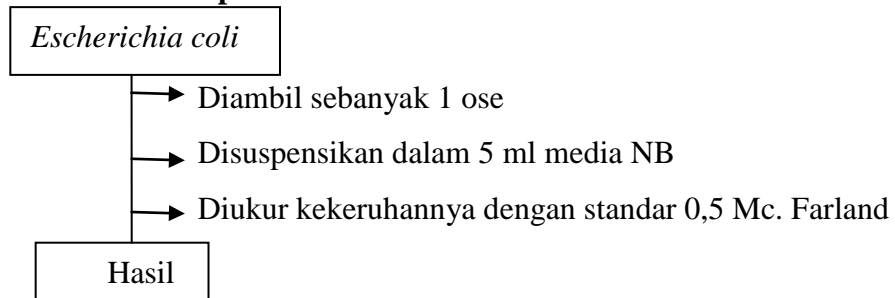 Escherichia coli
Diambil sebanyak 1 ose
Disuspensikan dalam 5 ml media NB
Diukur kekeruhannya dengan standar 0,5 Mc. Farland
Hasil